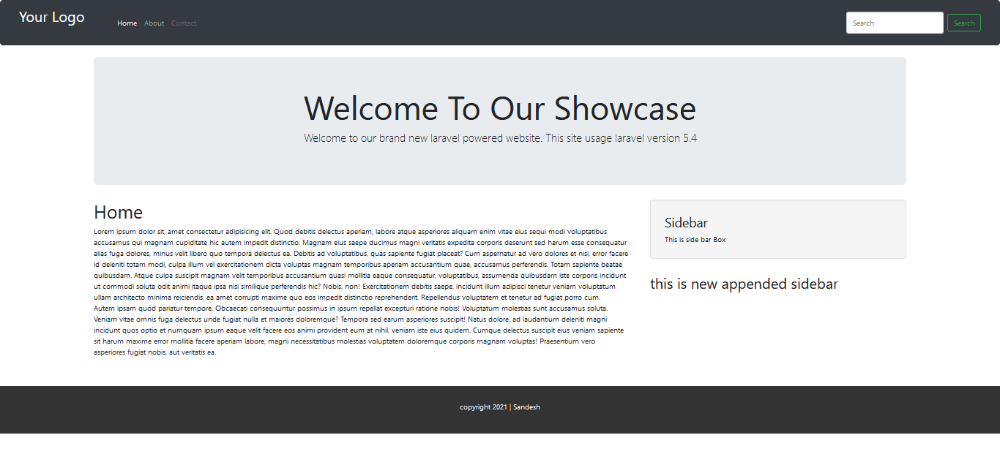 Your Logo
Home About Contact
Search Search
Welcome To Our Showcase
Welcome to our brand new laravel powered website. This site usage laravel version 5.4
Home
Lorem ipsum dolor sit, amet consectetur adipisicing elit. Quod debitis delectus aperiam, labore atque asperiores aliquam enim vitae eius sequi modi voluptatibus
accusamus qui magnam cupiditate hic autem impedit distinctio. Magnam eius saepe ducimus magni veritatis expedita corporis deserunt sed harum esse consequatur
alias fuga dolores, minus velit libero quo tempora delectus ea. Debitis ad voluptatibus, quas sapiente fugiat placeat? Cum aspernatur ad vero dolores et nisi, error facere
id deleniti totam modi, culpa illum vel exercitationem dicta voluptas magnam temporibus aperiam accusantium quae, accusamus perferendis. Totam sapiente beatae
quibusdam. Atque culpa suscipit magnam velit temporibus accusantium quasi mollitia eaque consequatur, voluptatibus, assumenda quibusdam iste corporis incidunt
ut commodi soluta odit animi itaque ipsa nisi similique perferendis hic? Nobis, non! Exercitationem debitis saepe, incidunt illum adipisci tenetur veniam voluptatum
ullam architecto minima reiciendis, ea amet corrupti maxime quo eos impedit distinctio reprehenderit. Repellendus voluptatem et tenetur ad fugiat porro cum.
Autem ipsam quod pariatur tempore. Obcaecati consequuntur possimus in ipsum repellat excepturi ratione nobis! Voluptatum molestias sunt accusamus soluta.
Veniam vitae omnis fuga delectus unde fugiat nulla et maiores doloremque? Tempora sed earum asperiores suscipit! Natus dolore, ad laudantium deleniti magni
incidunt quos optio et numquam ipsum eaque velit facere eos animi provident eum at nihil, veniam iste eius quidem. Cumque delectus suscipit eius veniam sapiente
sit harum maxime error mollitia facere aperiam labore, magni necessitatibus molestias voluptatem doloremque corporis magnam voluptas! Praesentium vero
asperiores fugiat nobis, aut veritatis ea.
Sidebar
This is side bar Box
this is new appended sidebar
copyright 2021 | Sandesh